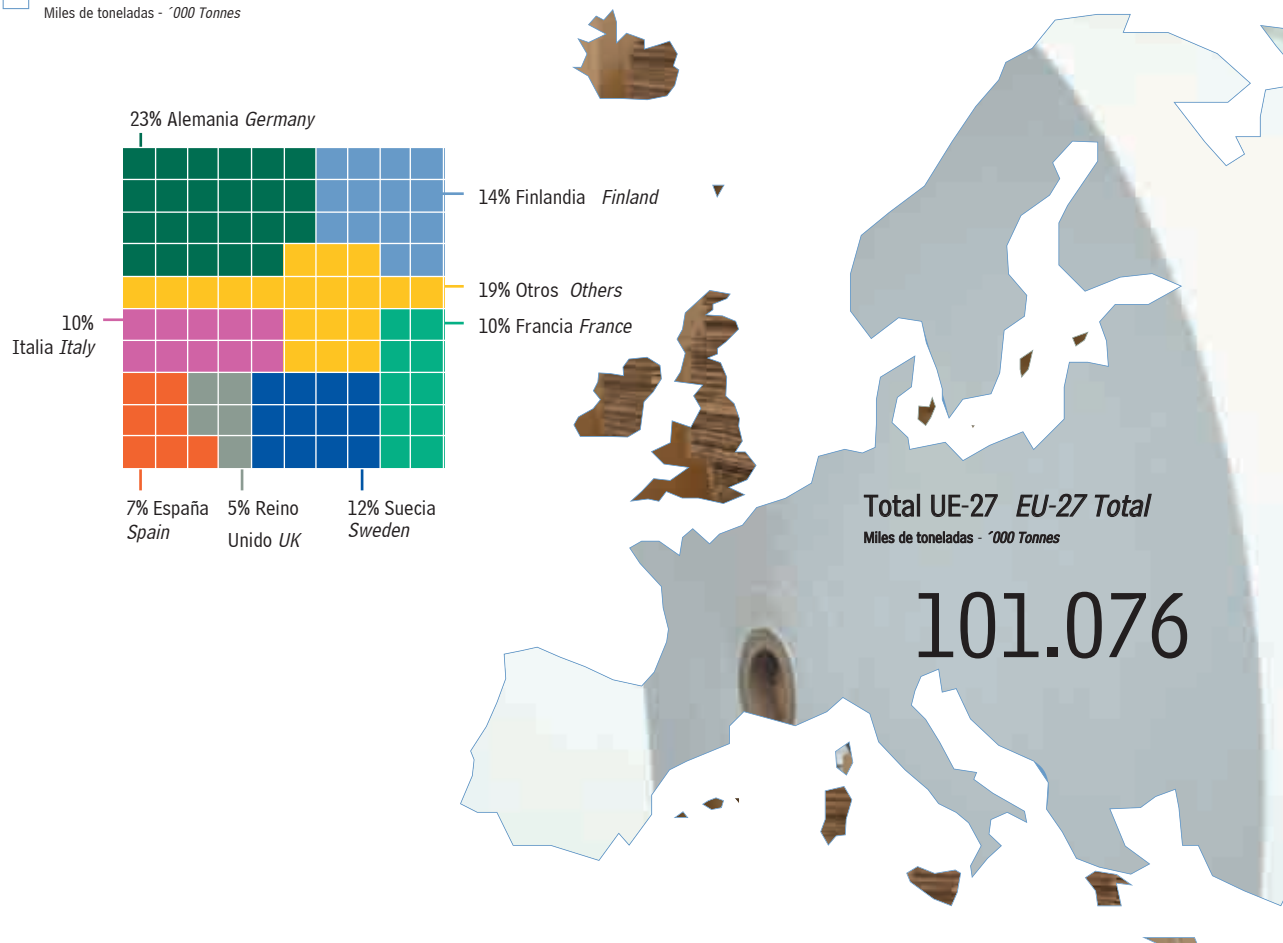 Miles de toneladas - ´000 Tonnes
23% Alemania Germany
14% Finlandia Finland
19% Otros Others
10% Francia France
10%
Italia Italy
7% España
Spain
5% Reino
Unido UK
12% Suecia
Sweden
Total UE-27 EU-27 Total
Miles de toneladas - ´000 Tonnes
101.076